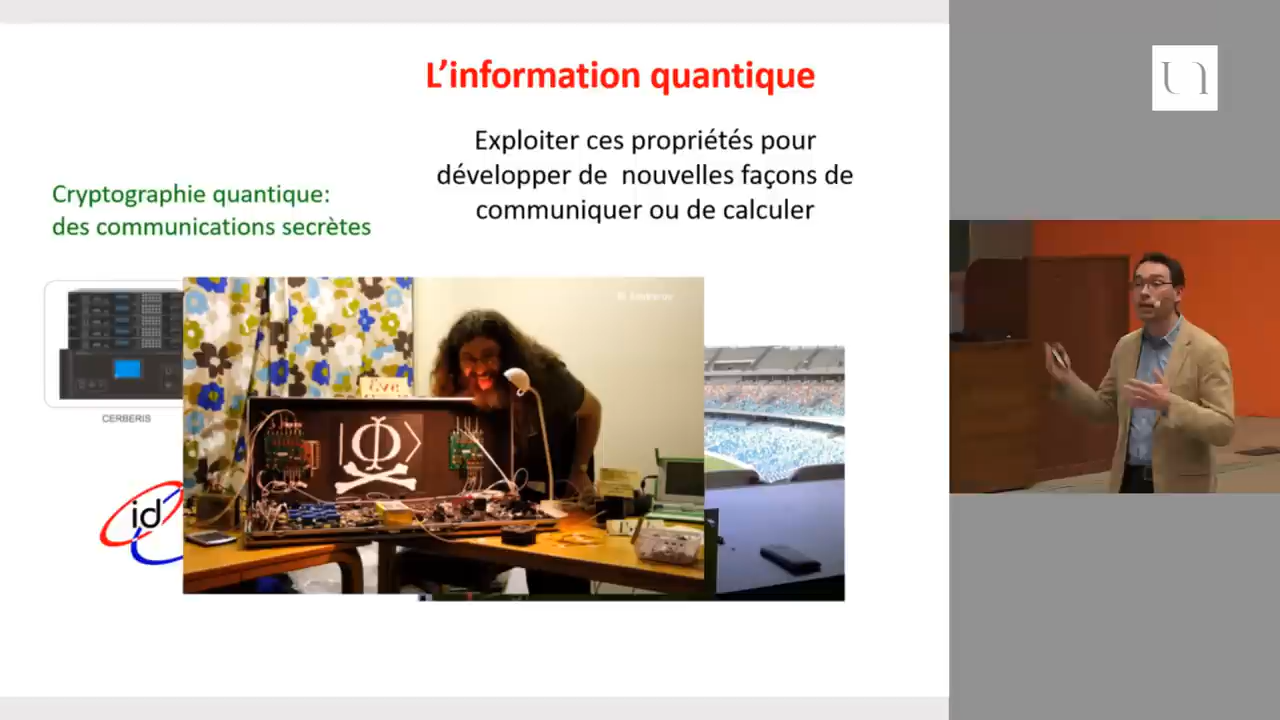 L'information quantique
Exploiter ces propriétés pour
développer de  nouvelles façons de
communiquer ou de calculer
Cryptographie quantique:
des communications secrètes
Eve
|Φ⟩
CERBERIS
id